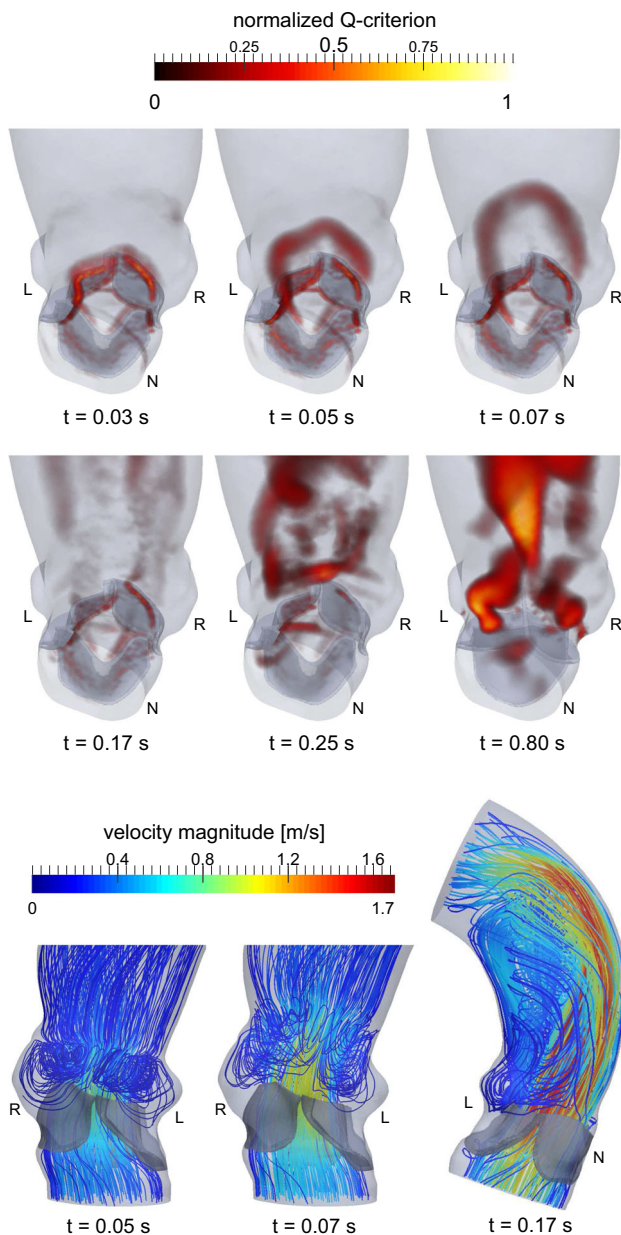 normalized Q-criterion
0.25 0.5 0.75
0 1
L R N
L R N
L R N
t = 0.03 s t = 0.05 s t = 0.07 s
L R N
L R N
L R N
t = 0.17 s t = 0.25 s t = 0.80 s
velocity magnitude [m/s]
0.4 0.8 1.2 1.6
0 1.7
R L
R L
L N
t = 0.05 s t = 0.07 s t = 0.17 s